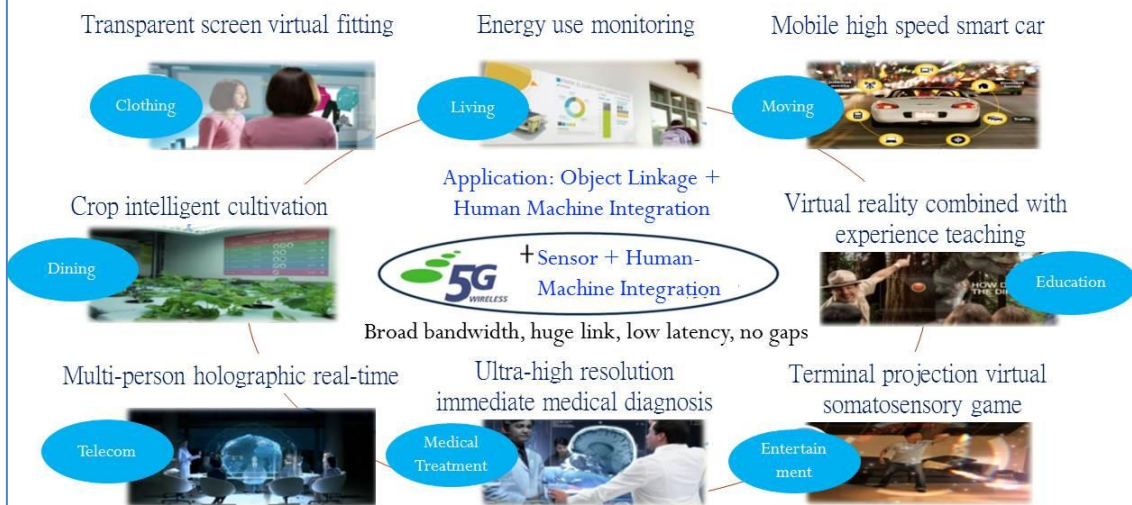 Transparent screen virtual fitting
Energy use monitoring
Mobile high speed smart car
Clothing
Living
Moving
Application: Object Linkage +
Human Machine Integration
Crop intelligent cultivation
Virtual reality combined with
experience teaching
Dining
5G
WIRELESS
+ Sensor + Human-
Machine Integration
Education
HOW D
THE DI
Broad bandwidth, huge link, low latency, no gaps
Multi-person holographic real-time
Ultra-high resolution
immediate medical diagnosis
Terminal projection virtual
somatosensory game
Telecom
Medical
Treatment
Entertain
ment